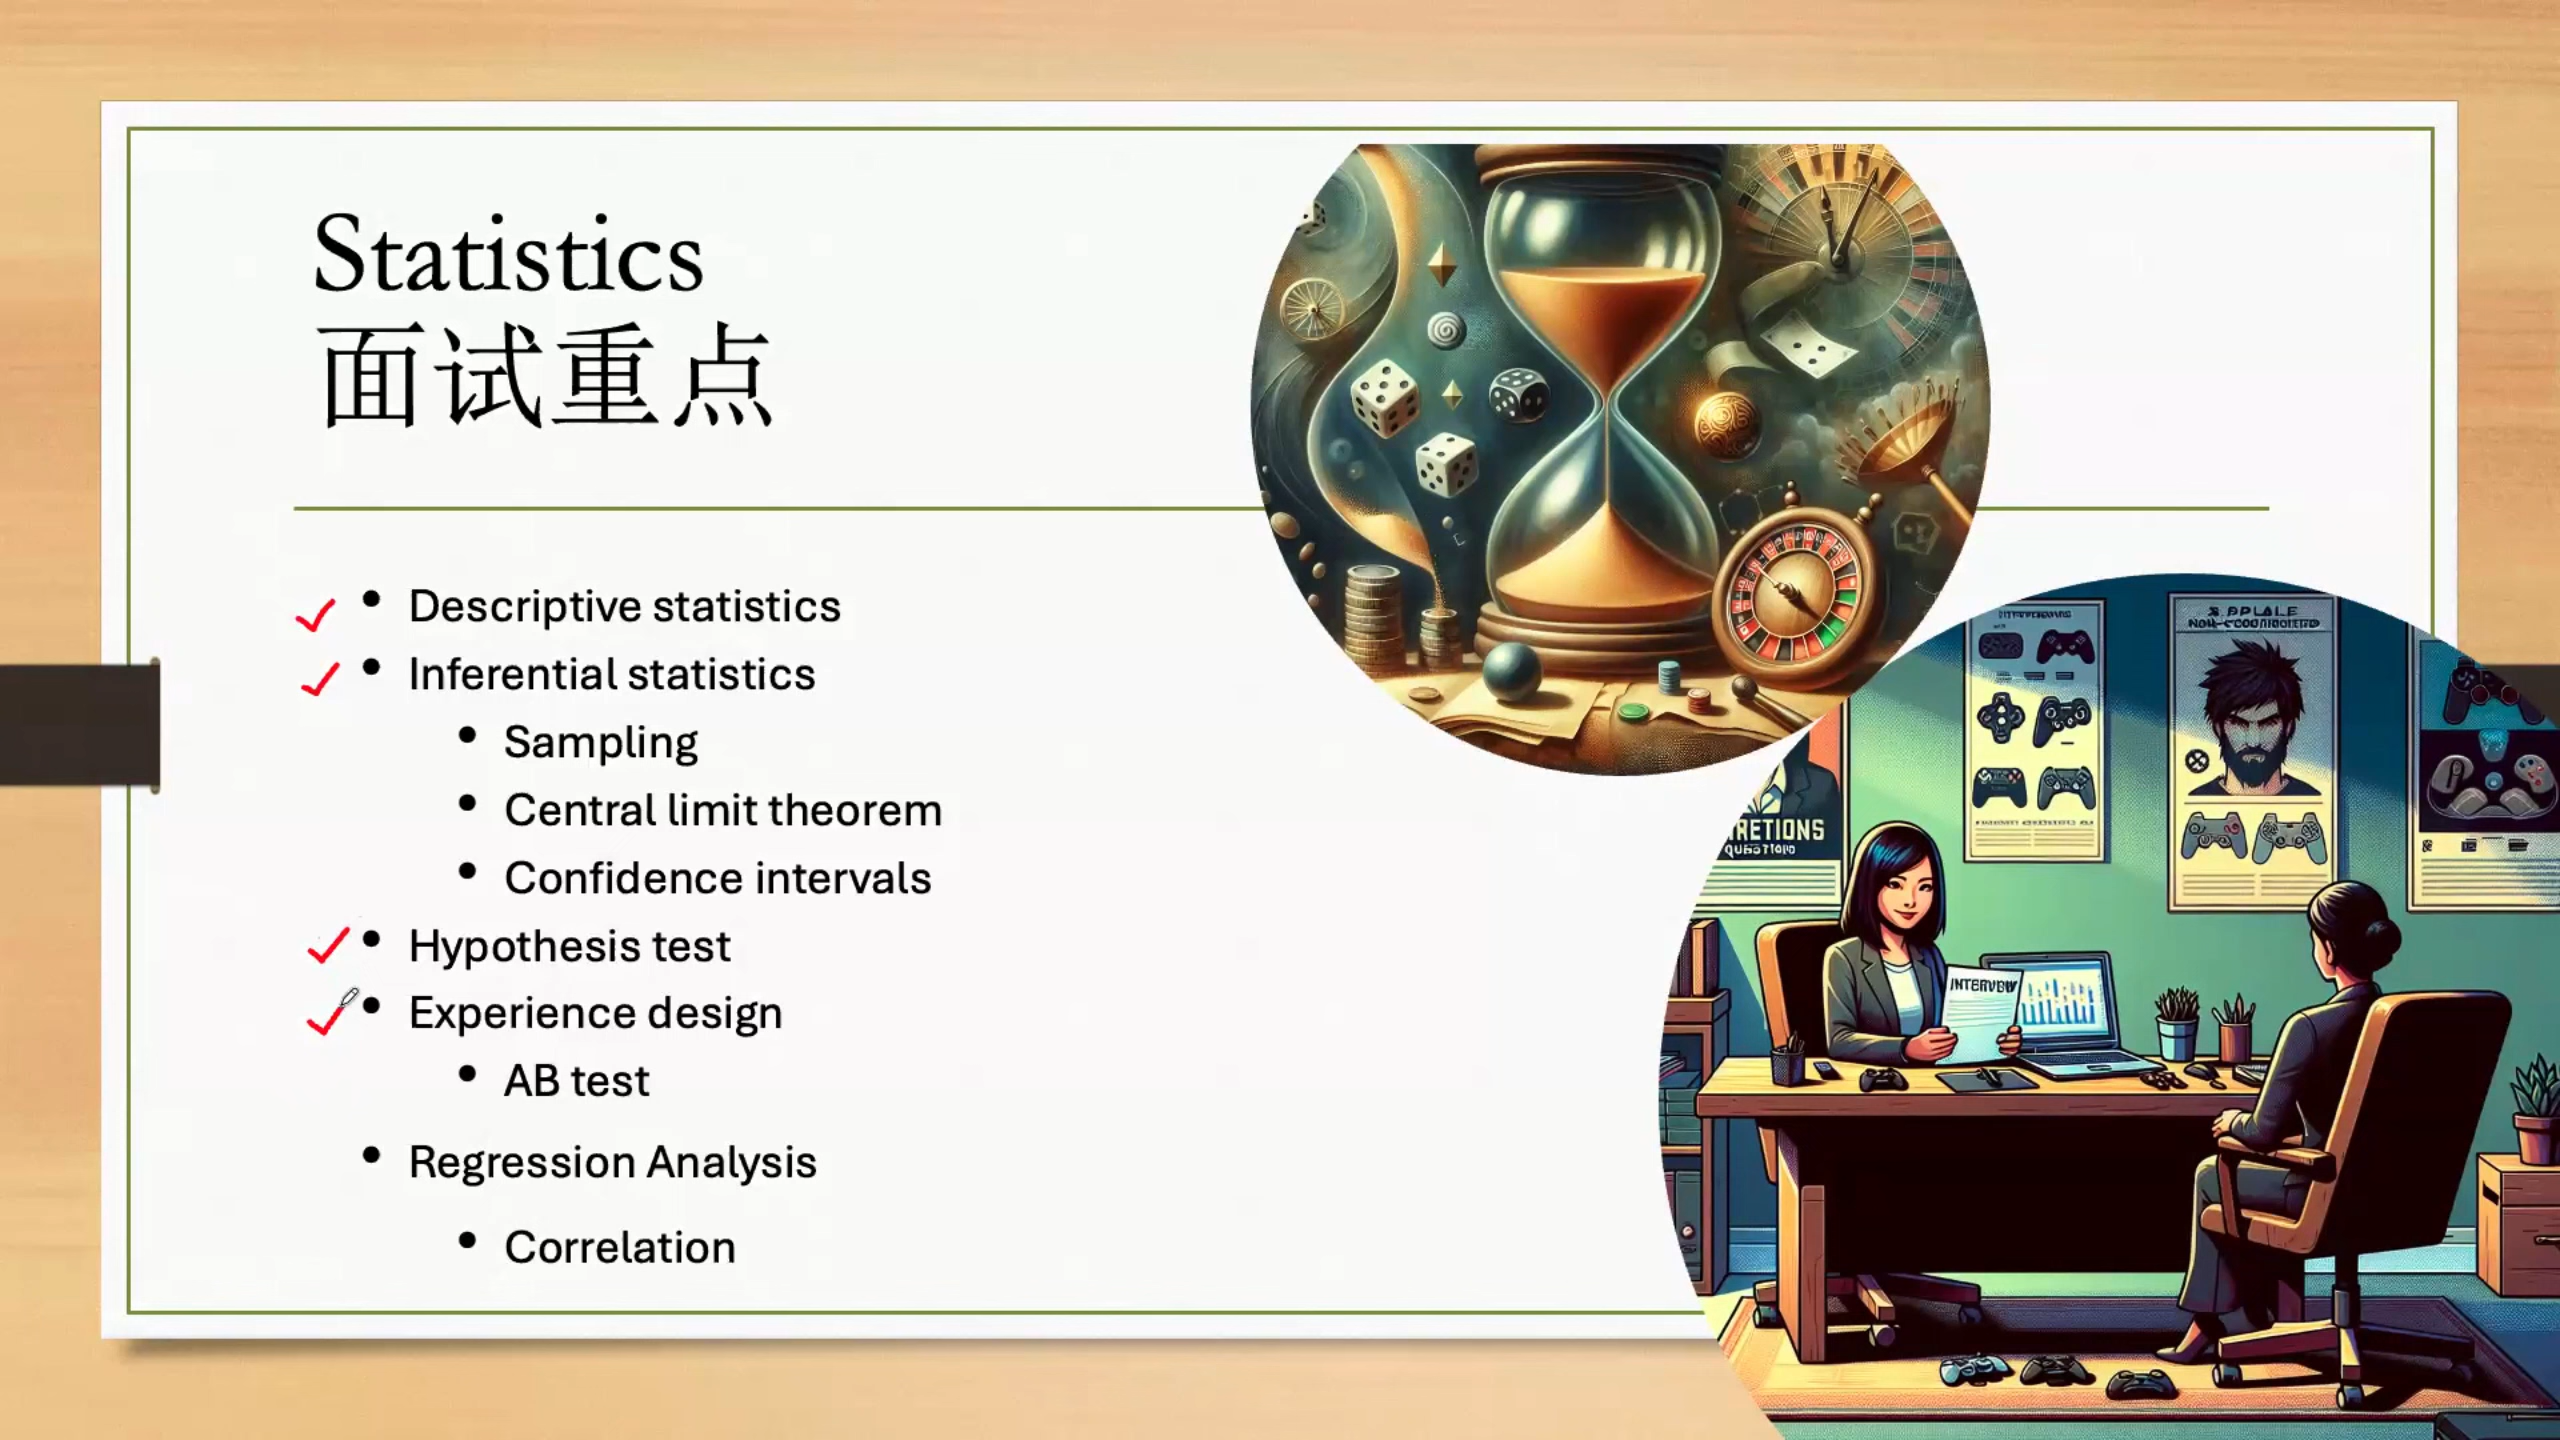 Statistics
面试重点
• Descriptive statistics
• Inferential statistics
• Sampling
• Central limit theorem
• Confidence intervals
• Hypothesis test
• Experience design
• AB test
• Regression Analysis
• Correlation
RETIONS
INTERVIEW